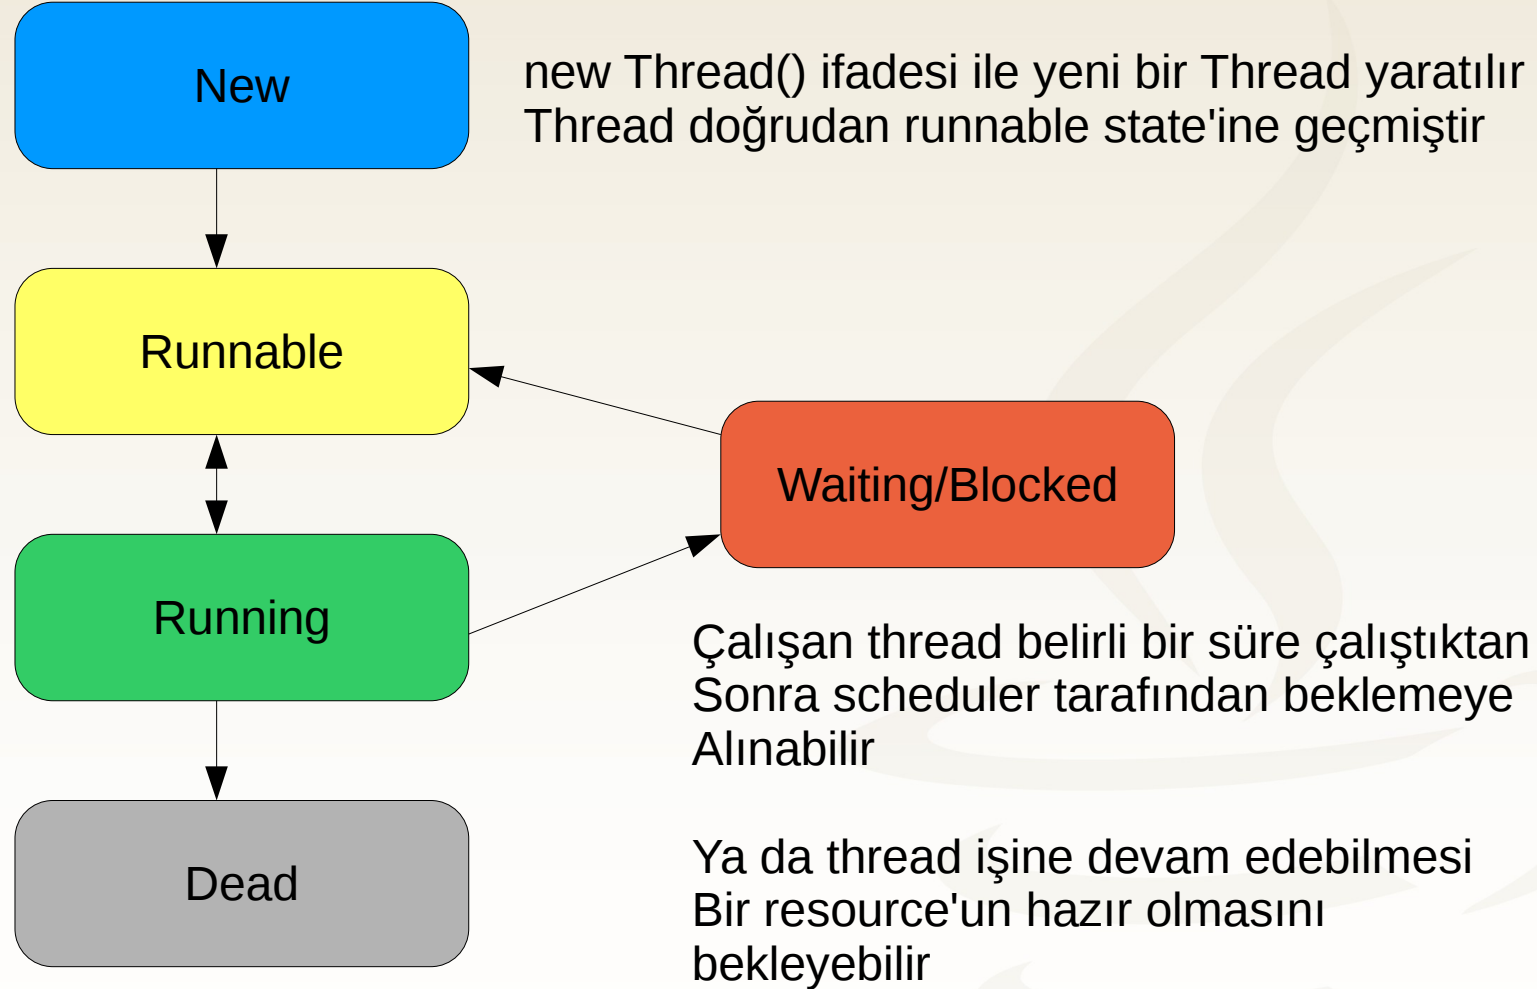 New
new Thread() ifadesi ile yeni bir Thread yaratılır
Thread doğrudan runnable state'ine geçmiştir
Runnable
Waiting/Blocked
Running
Çalışan thread belirli bir süre çalıştıktan
Sonra scheduler tarafından beklemeye
Alınabilir
Dead
Ya da thread işine devam edebilmesi
Bir resource'un hazır olmasını
bekleyebilir